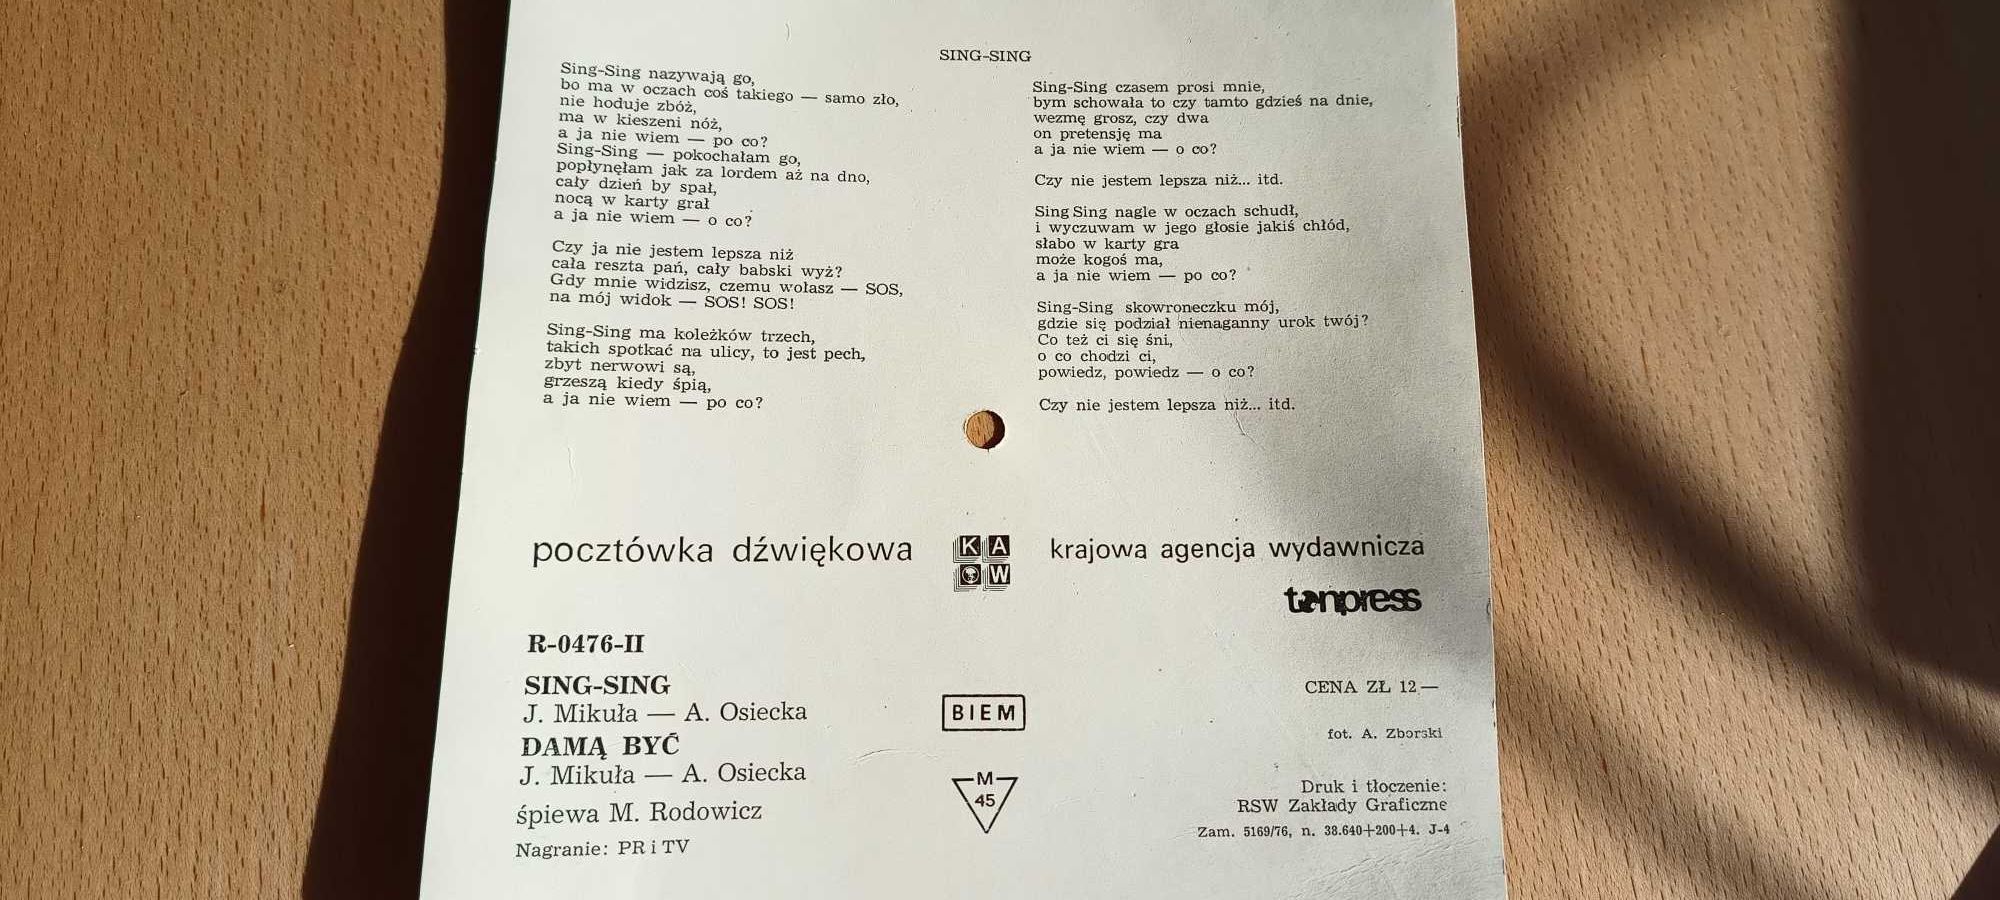 SING-SING
Sing-Sing nazywają go,
bo ma w oczach coś takiego — samo zło,
nie hoduje zbóż,
ma w kieszeni nóż,
a ja nie wiem — po co?
Sing-Sing — pokochałam go,
popłynęłam jak za lordem aż na dno,
cały dzień by spał,
nocą w karty grał
a ja nie wiem — o co?
Czy ja nie jestem lepsza niż
cała reszta pań, cały babski wyż?
Gdy mnie widzisz, czemu wołasz — SOS,
na mój widok — SOS! SOS!
Sing-Sing ma koleżków trzech,
takich spotkać na ulicy, to jest pech,
zbyt nerwowi są,
grzeszą kiedy śpią,
a ja nie wiem — po co?
Sing-Sing czasem prosi mnie,
bym schowała to czy tamto gdzieś na dnie,
wezmę grosz, czy dwa
on pretensję ma
a ja nie wiem — o co?
Czy nie jestem lepsza niż... itd.
Sing Sing nagle w oczach schudł,
i wyczuwam w jego głosie jakiś chłód,
słabo w karty gra
może kogoś ma,
a ja nie wiem — po co?
Sing-Sing skowroneczku mój,
gdzie się podział nienaganny urok twój?
Co też ci się śni,
o co chodzi ci,
powiedz, powiedz — o co?
Czy nie jestem lepsza niż... itd.
pocztówka dźwiękowa
K A
W
krajowa agencja wydawnicza
tonpress
R-0476-II
SING-SING
J. Mikuła — A. Osiecka
DAMĄ BYĆ
J. Mikuła — A. Osiecka
śpiewa M. Rodowicz
Nagranie: PR i TV
BIEM
M
45
CENA ZŁ 12—
fot. A. Zborski
Druk i tłoczenie:
RSW Zakłady Graficzne
Zam. 5169/76, n. 38.640+200+4. J-4